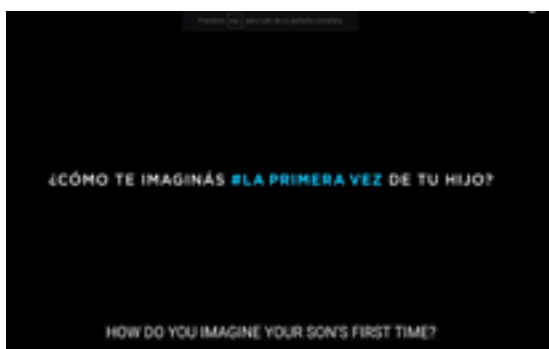 ¿CÓMO TE IMAGINÁS #LA PRIMERA VEZ DE TU HIJO?
HOW DO YOU IMAGINE YOUR SON'S FIRST TIME?